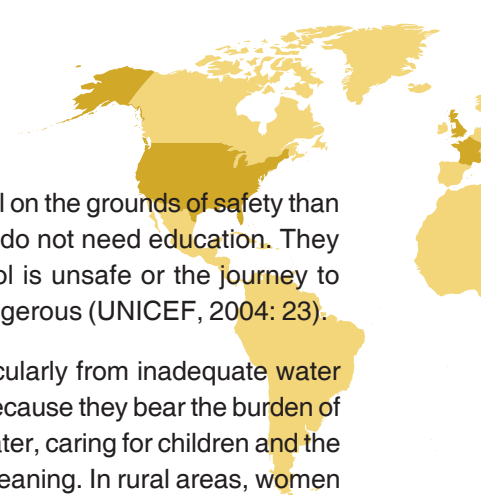 l on the grounds of safety than
do not need education. They
ol is unsafe or the journey to
gerous (UNICEF, 2004: 23).
cularly from inadequate water
ecause they bear the burden of
ater, caring for children and the
eaning. In rural areas, women